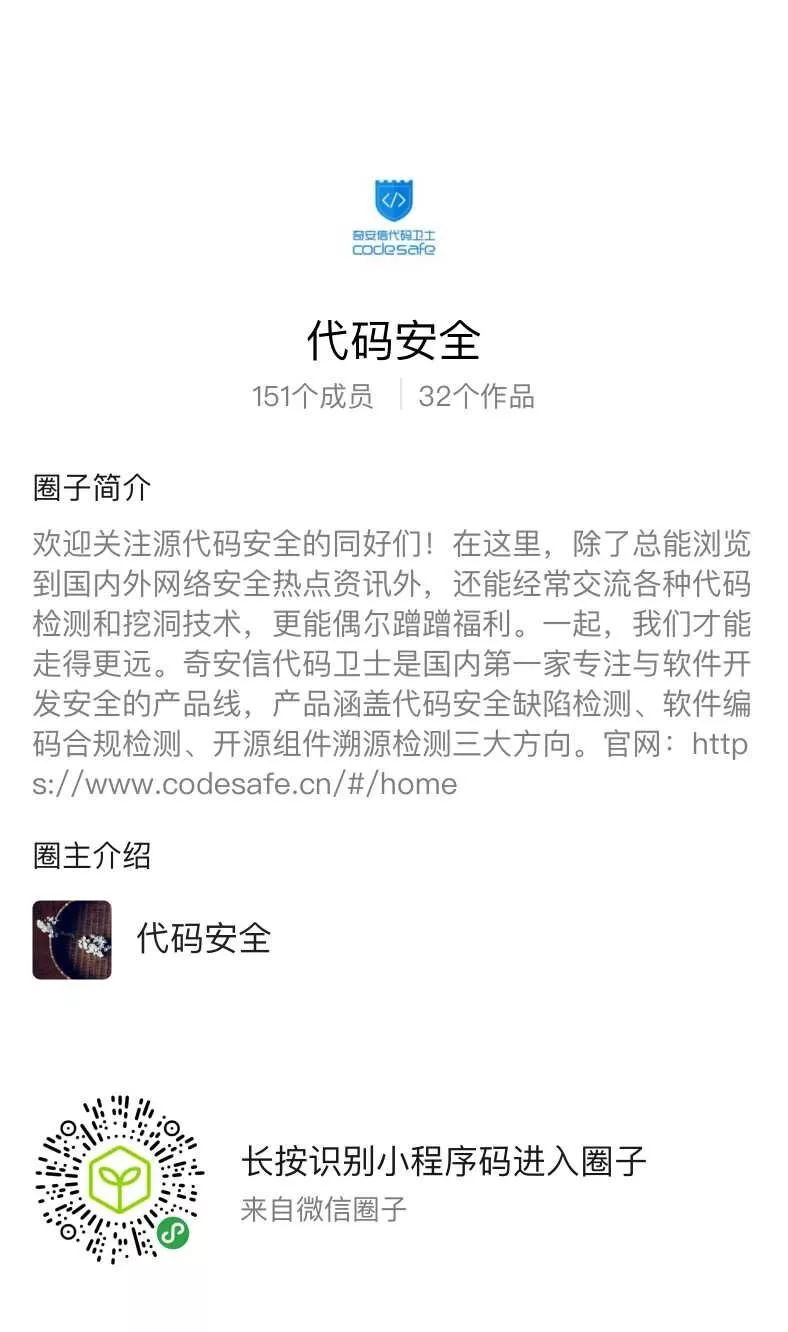 </>
奇安信代码卫士
codesafe
代码安全
151个成员 | 32个作品
圈子简介
欢迎关注源代码安全的同好们！在这里，除了总能浏览
到国内外网络安全热点资讯外，还能经常交流各种代码
检测和挖洞技术，更能偶尔蹭蹭福利。一起，我们才能
走得更远。奇安信代码卫士是国内第一家专注与软件开
发安全的产品线，产品涵盖代码安全缺陷检测、软件编
码合规检测、开源组件溯源检测三大方向。官网：http
s://www.codesafe.cn/#/home
圈主介绍
代码安全
长按识别小程序码进入圈子
来自微信圈子